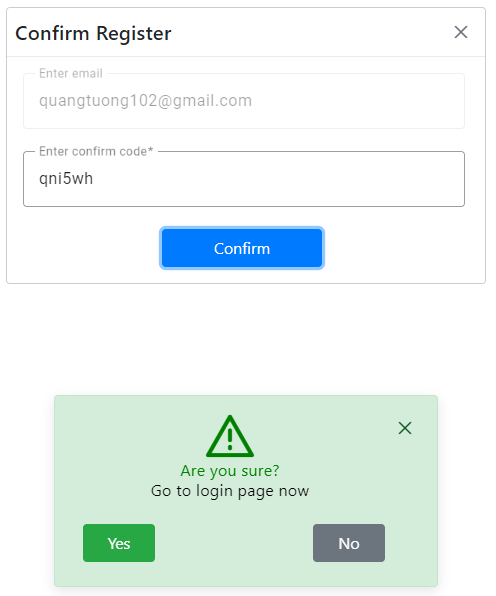 Confirm Register
Enter email
quangtuong102@gmail.com
Enter confirm code*
qni5wh
Confirm
Are you sure?
Go to login page now
Yes
No